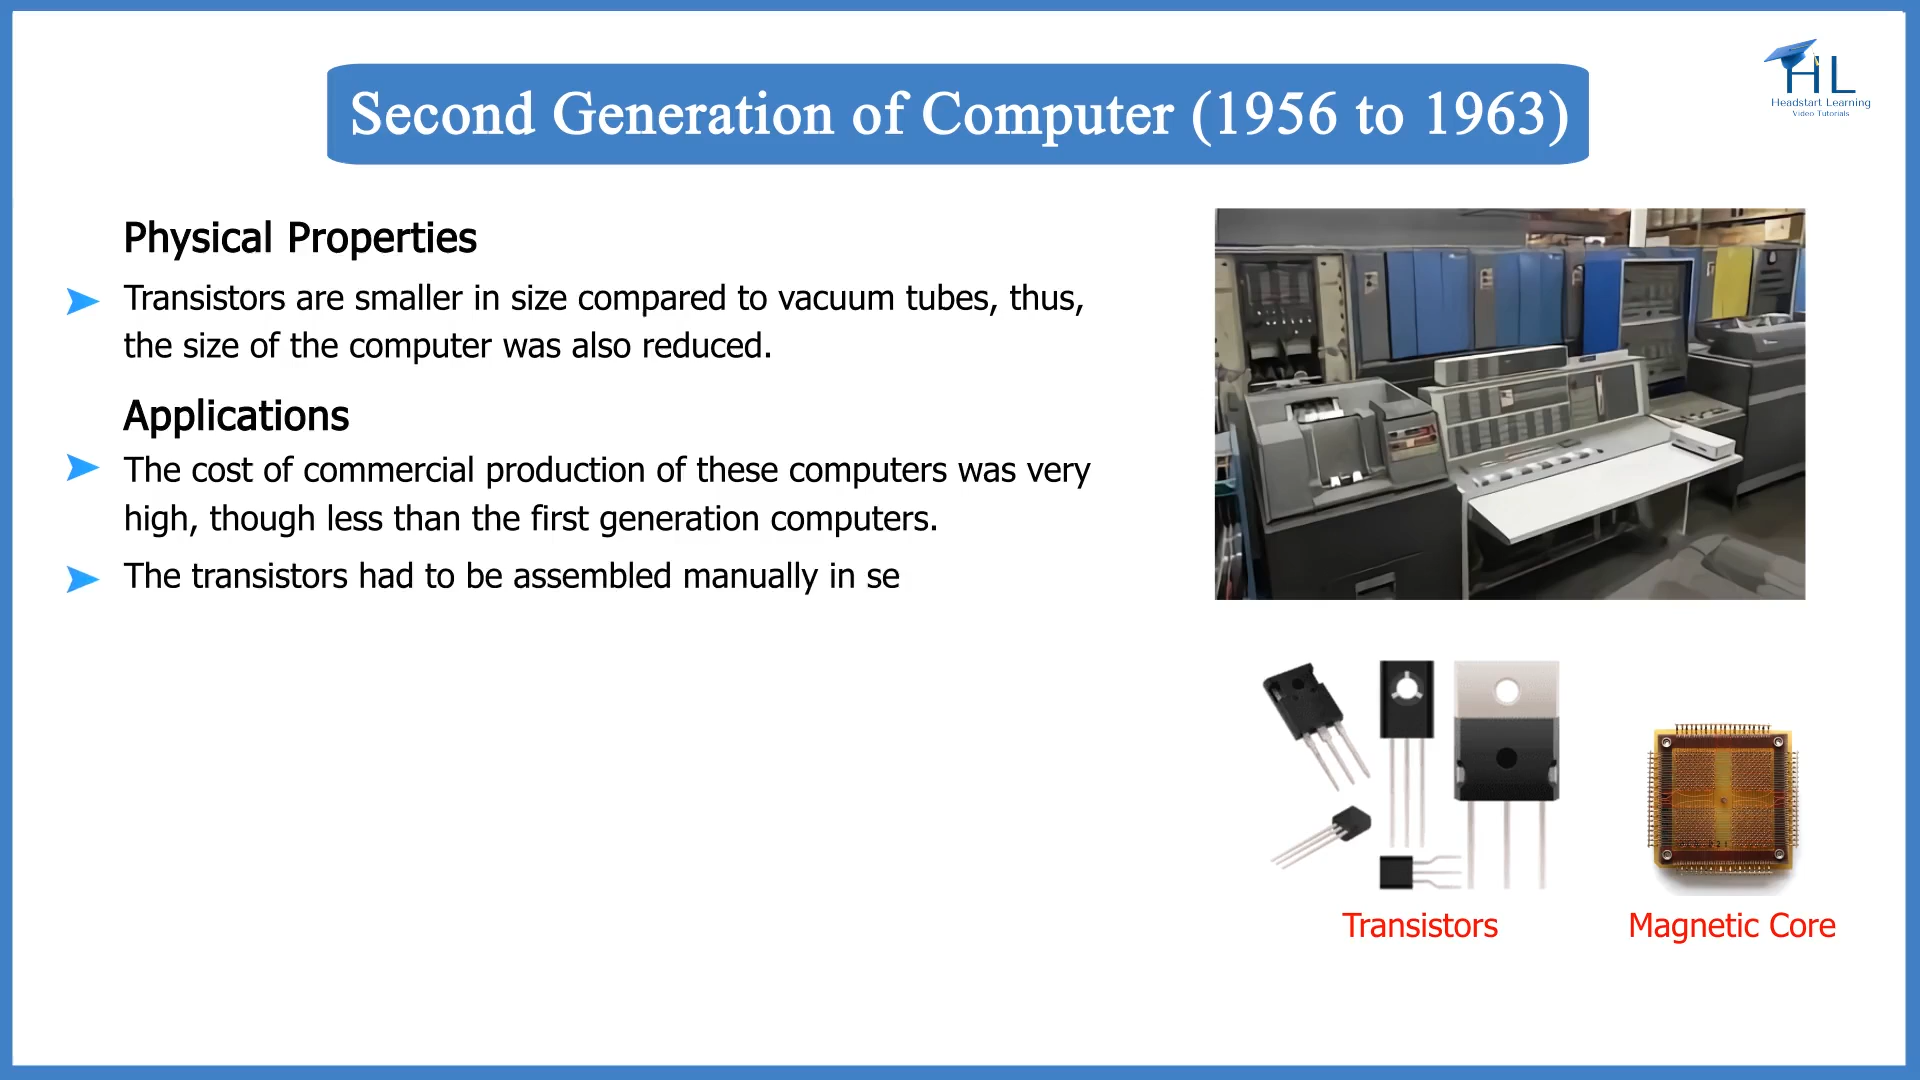 HL
Headstart Learning
Video Tutorials
Second Generation of Computer (1956 to 1963)
Physical Properties
Transistors are smaller in size compared to vacuum tubes, thus,
the size of the computer was also reduced.
Applications
The cost of commercial production of these computers was very
high, though less than the first generation computers.
The transistors had to be assembled manually in se
Transistors
Magnetic Core